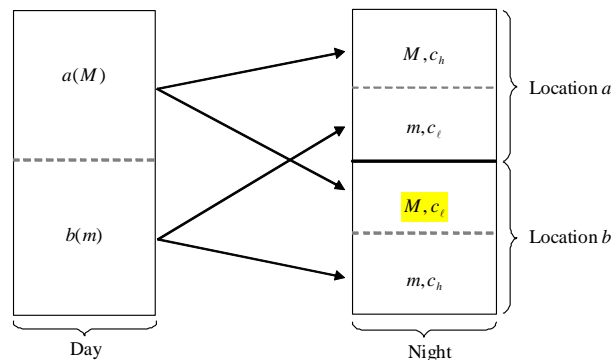 a(M)
b(m)
Day
M, c_h
m, c_ℓ
M, c_ℓ
m, c_h
Night
Location a
Location b